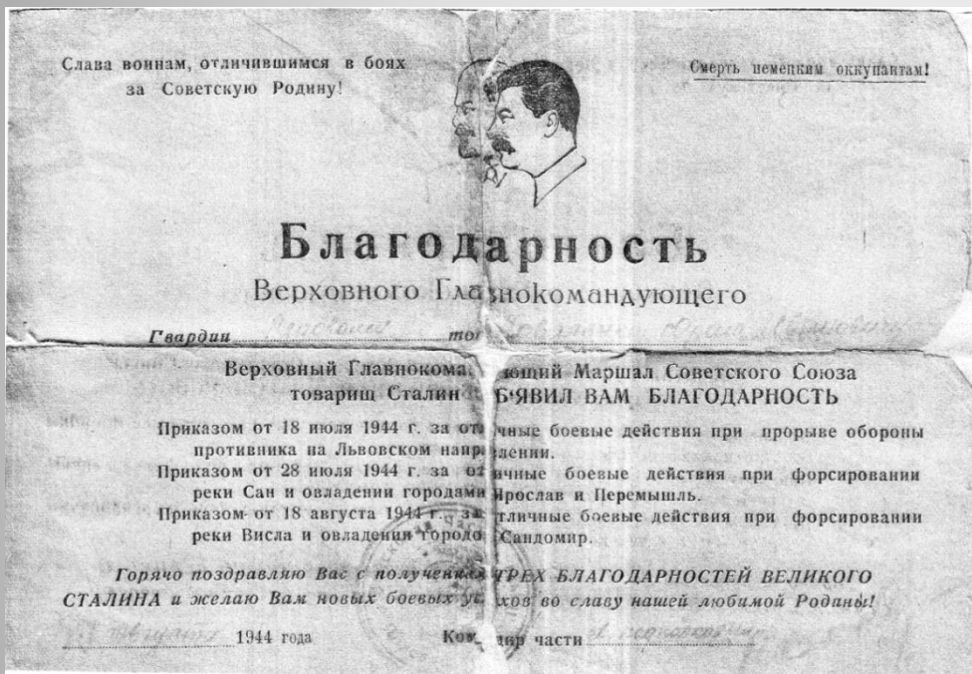 Слава воинам, отличившимся в боях
за Советскую Родину!
Смерть немецким оккупантам!
Благодарность
Верховного Главнокомандующего
Гвардии
Верховный Главнокома ющий Маршал Советского Союза
товарищ Сталин Б'ЯВИЛ ВАМ БЛАГОДАРНОСТЬ
Приказом от 18 июля 1944 г. за отличные боевые действия при прорыве обороны
противника на Львовском направлении.
Приказом от 28 июля 1944 г. за отличные боевые действия при форсировании
реки Сан и овладении городами Ярослав и Перемышль.
Приказом от 18 августа 1944 г. за отличные боевые действия при форсировании
реки Висла и овладении городо Сандомир.
Горячо поздравляю Вас с получением ТРЕХ БЛАГОДАРНОСТЕЙ ВЕЛИКОГО
СТАЛИНА и желаю Вам новых боевых успехов во славу нашей любимой Родины!
1944 года Командир части